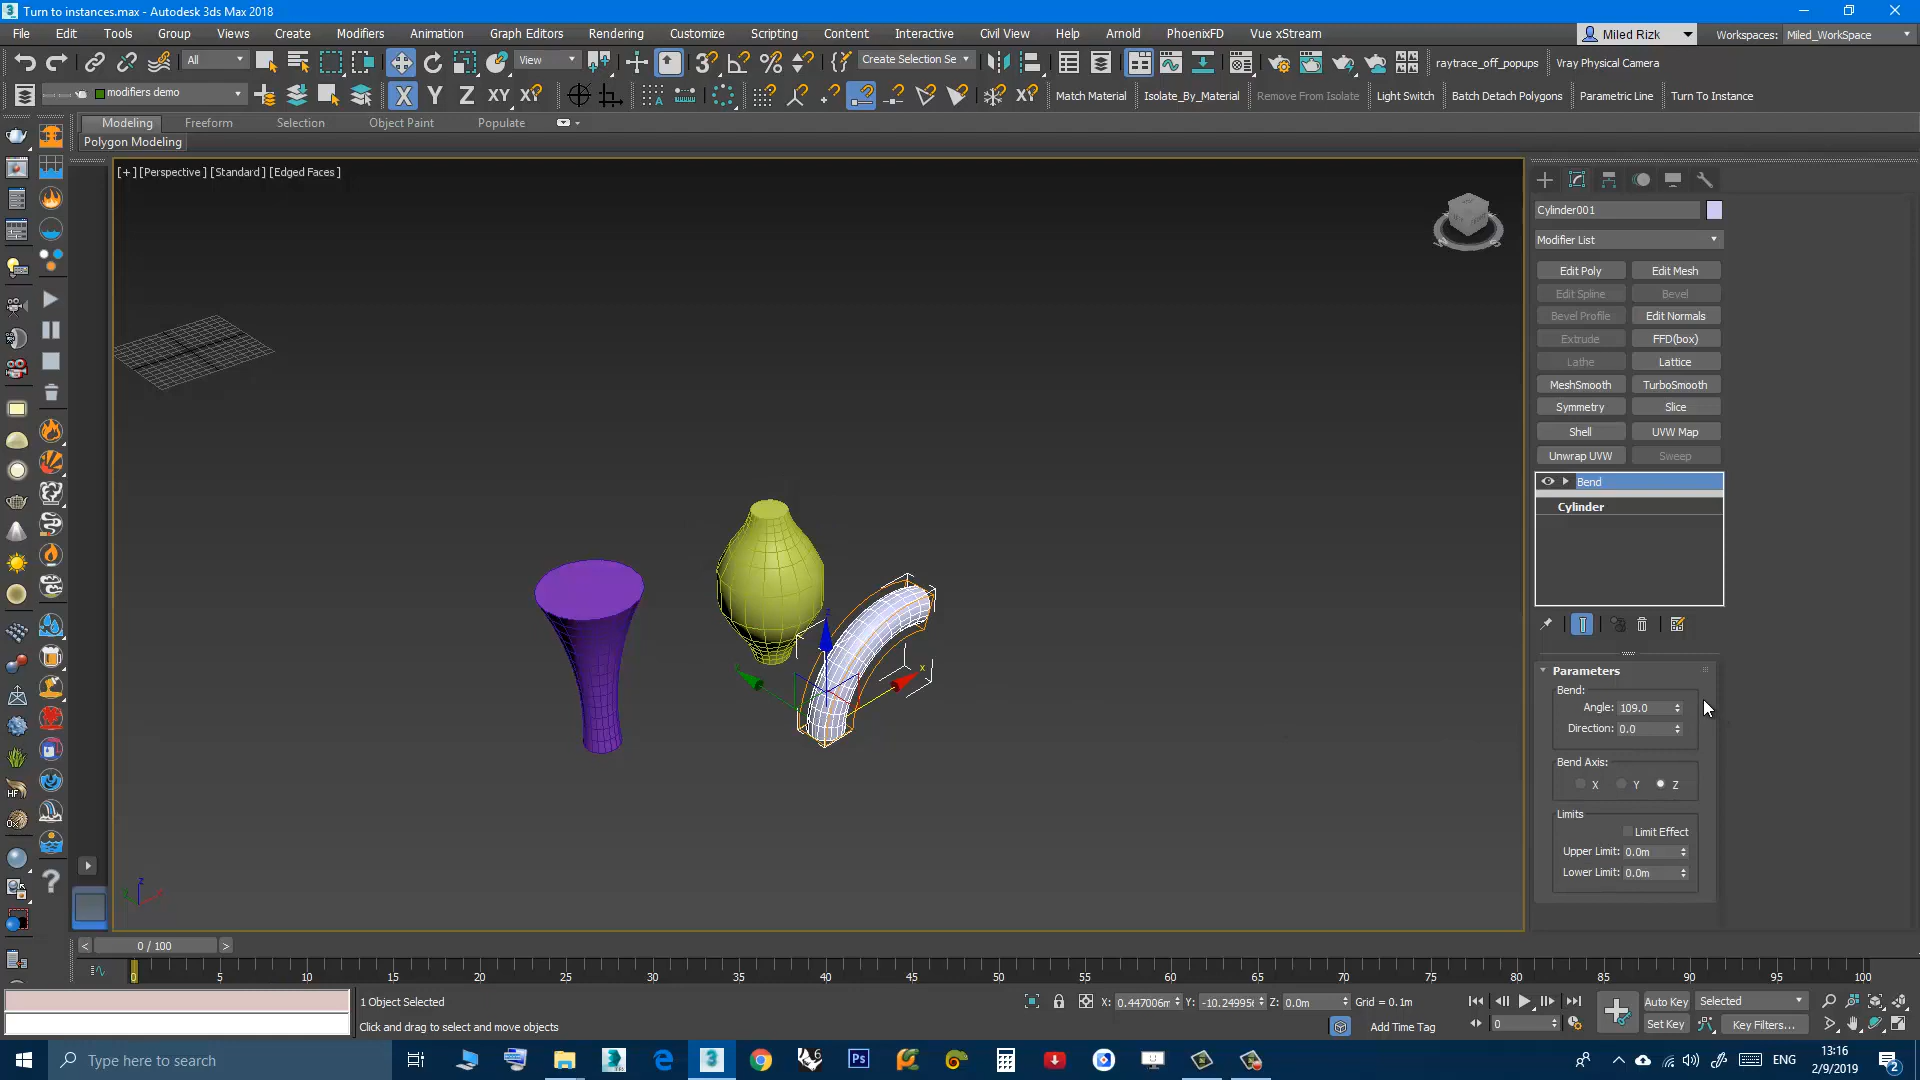 Turn to instances.max - Autodesk 3ds Max 2018
File Edit Tools Group Views Create Modifiers Animation Graph Editors Rendering Customize Scripting Content Interactive Civil View Help Arnold PhoenixFD Vue xStream Miled Rizk Workspaces: Miled_WorkSpace
All View Create Selection Se raytrace_off_popups Vray Physical Camera
modifiers demo X Y Z XY XY Match Material Isolate_By_Material Remove From Isolate Light Switch Batch Detach Polygons Parametric Line Turn To Instance
Modeling Freeform Selection Object Paint Populate
Polygon Modeling
[+] [Perspective] [Standard] [Edged Faces]
Cylinder001
Modifier List
Edit Poly Edit Mesh
Edit Spline Bevel
Bevel Profile Edit Normals
Extrude FFD(box)
Lathe Lattice
MeshSmooth TurboSmooth
Symmetry Slice
Shell UVW Map
Unwrap UVW Sweep
Bend
Cylinder
Parameters
Bend:
Angle: 109.0
Direction: 0.0
Bend Axis:
X Y Z
Limits
Limit Effect
Upper Limit: 0.0m
Lower Limit: 0.0m
z
x
z
< 0 / 100 >
0 5 10 15 20 25 30 35 40 45 50 55 60 65 70 75 80 85 90 95 100
1 Object Selected X: 0.447006m Y: Z: 0.0m Grid = 0.1m Auto Key Selected
Click and drag to select and move objects Add Time Tag 0 Set Key Key Filters...
Type here to search ENG 13:16
2/9/2019 2